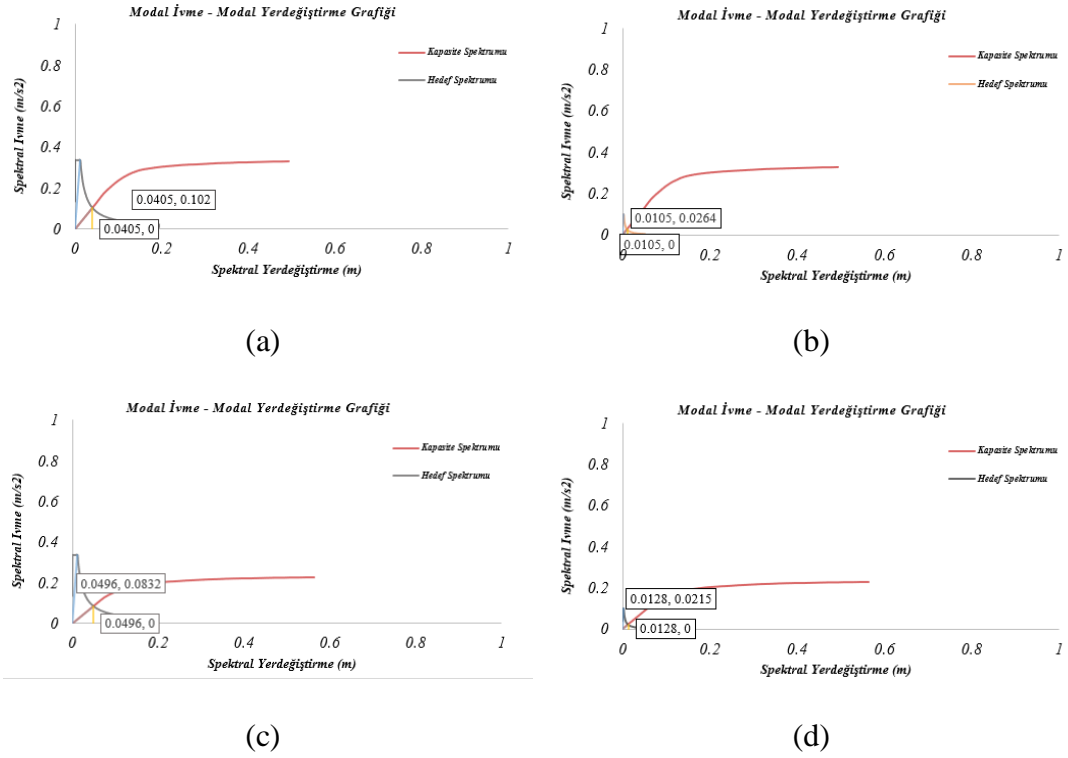 Modal İvme - Modal Yerdeğiştirme Grafiği
Spektral İvme (m/s2)
1
0.8
0.6
0.4
0.2
0
Kapasite Spektrumu
Hedef Spektrumu
0.0405, 0.102
0.0405, 0
0 0.2 0.4 0.6 0.8 1
Spektral Yerdeğiştirme (m)
(a)
Modal İvme - Modal Yerdeğiştirme Grafiği
Spektral İvme (m/s2)
1
0.8
0.6
0.4
0.2
0
Kapasite Spektrumu
Hedef Spektrumu
0.0105, 0.0264
0.0105, 0
0 0.2 0.4 0.6 0.8 1
Spektral Yerdeğiştirme (m)
(b)
Modal İvme - Modal Yerdeğiştirme Grafiği
Spektral İvme (m/s2)
1
0.8
0.6
0.4
0.2
0
Kapasite Spektrumu
Hedef Spektrumu
0.0496, 0.0832
0.0496, 0
0 0.2 0.4 0.6 0.8 1
Spektral Yerdeğiştirme (m)
(c)
Modal İvme - Modal Yerdeğiştirme Grafiği
Spektral İvme (m/s2)
1
0.8
0.6
0.4
0.2
0
Kapasite Spektrumu
Hedef Spektrumu
0.0128, 0.0215
0.0128, 0
0 0.2 0.4 0.6 0.8 1
Spektral Yerdeğiştirme (m)
(d)